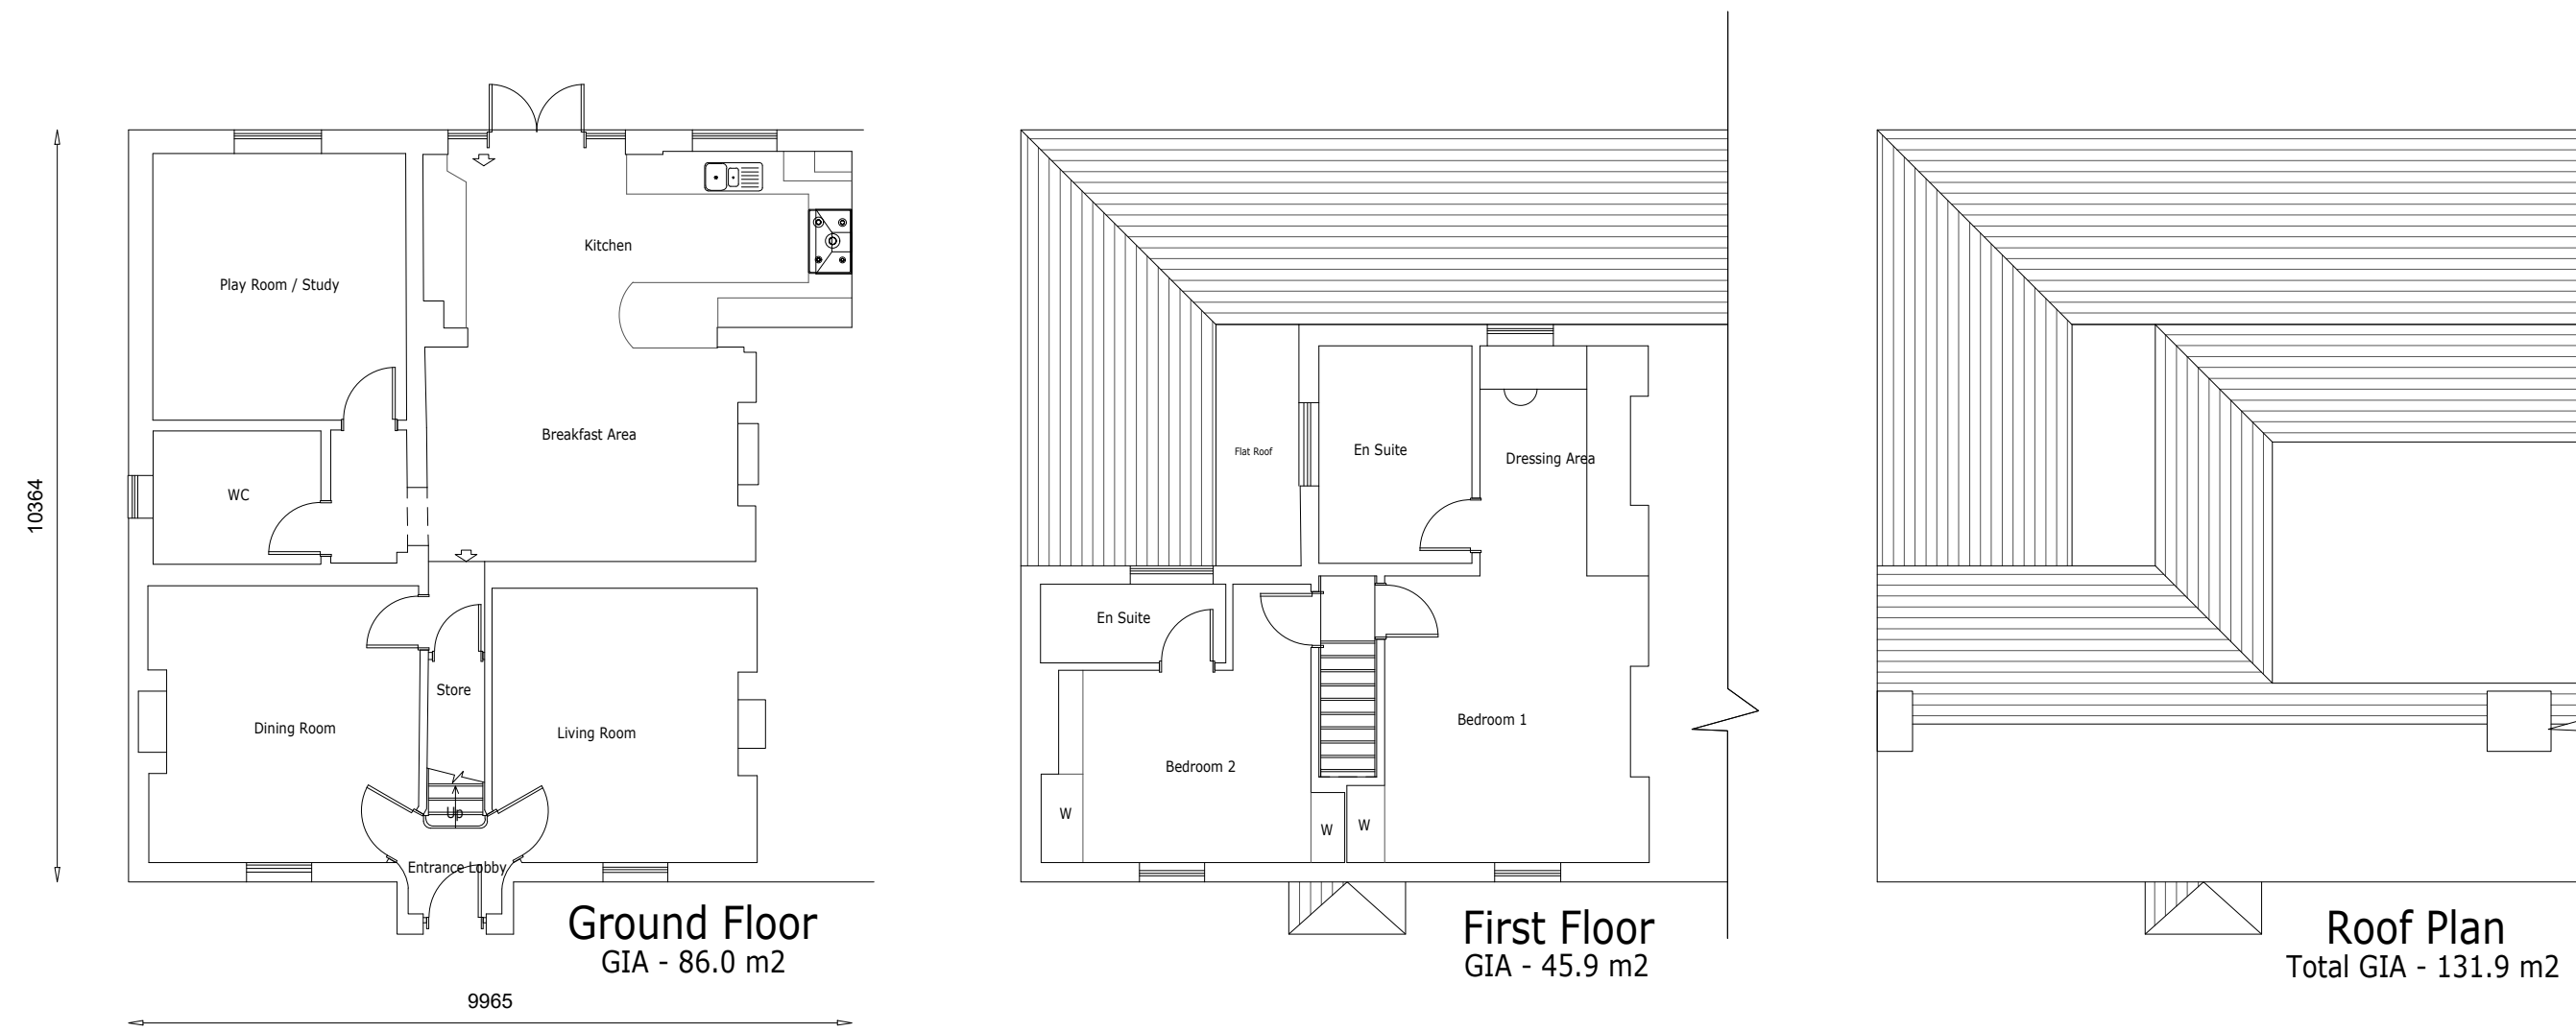 Play Room / Study
Kitchen
Breakfast Area
WC
10364
Store
Dining Room
Living Room
Up
Entrance Lobby
Ground Floor
GIA - 86.0 m2
9965
Flat Roof
En Suite
Dressing Area
En Suite
Bedroom 1
Bedroom 2
W
W
W
First Floor
GIA - 45.9 m2
Roof Plan
Total GIA - 131.9 m2